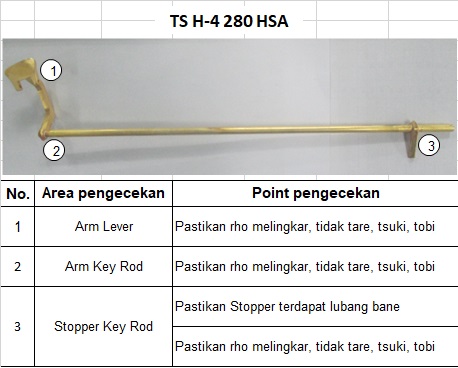 TS H-4 280 HSA
1
2
3
No. Area pengecekan Point pengecekan
1 Arm Lever Pastikan rho melingkar, tidak tare, tsuki, tobi
2 Arm Key Rod Pastikan rho melingkar, tidak tare, tsuki, tobi
3 Stopper Key Rod Pastikan Stopper terdapat lubang bane
Pastikan rho melingkar, tidak tare, tsuki, tobi